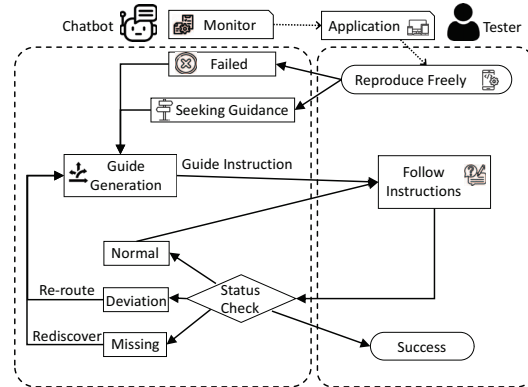 Chatbot
Monitor
Application
Tester
Failed
Reproduce Freely
Seeking Guidance
Guide
Generation
Guide Instruction
Follow
Instructions
Normal
Re-route
Deviation
Status
Check
Rediscover
Missing
Success